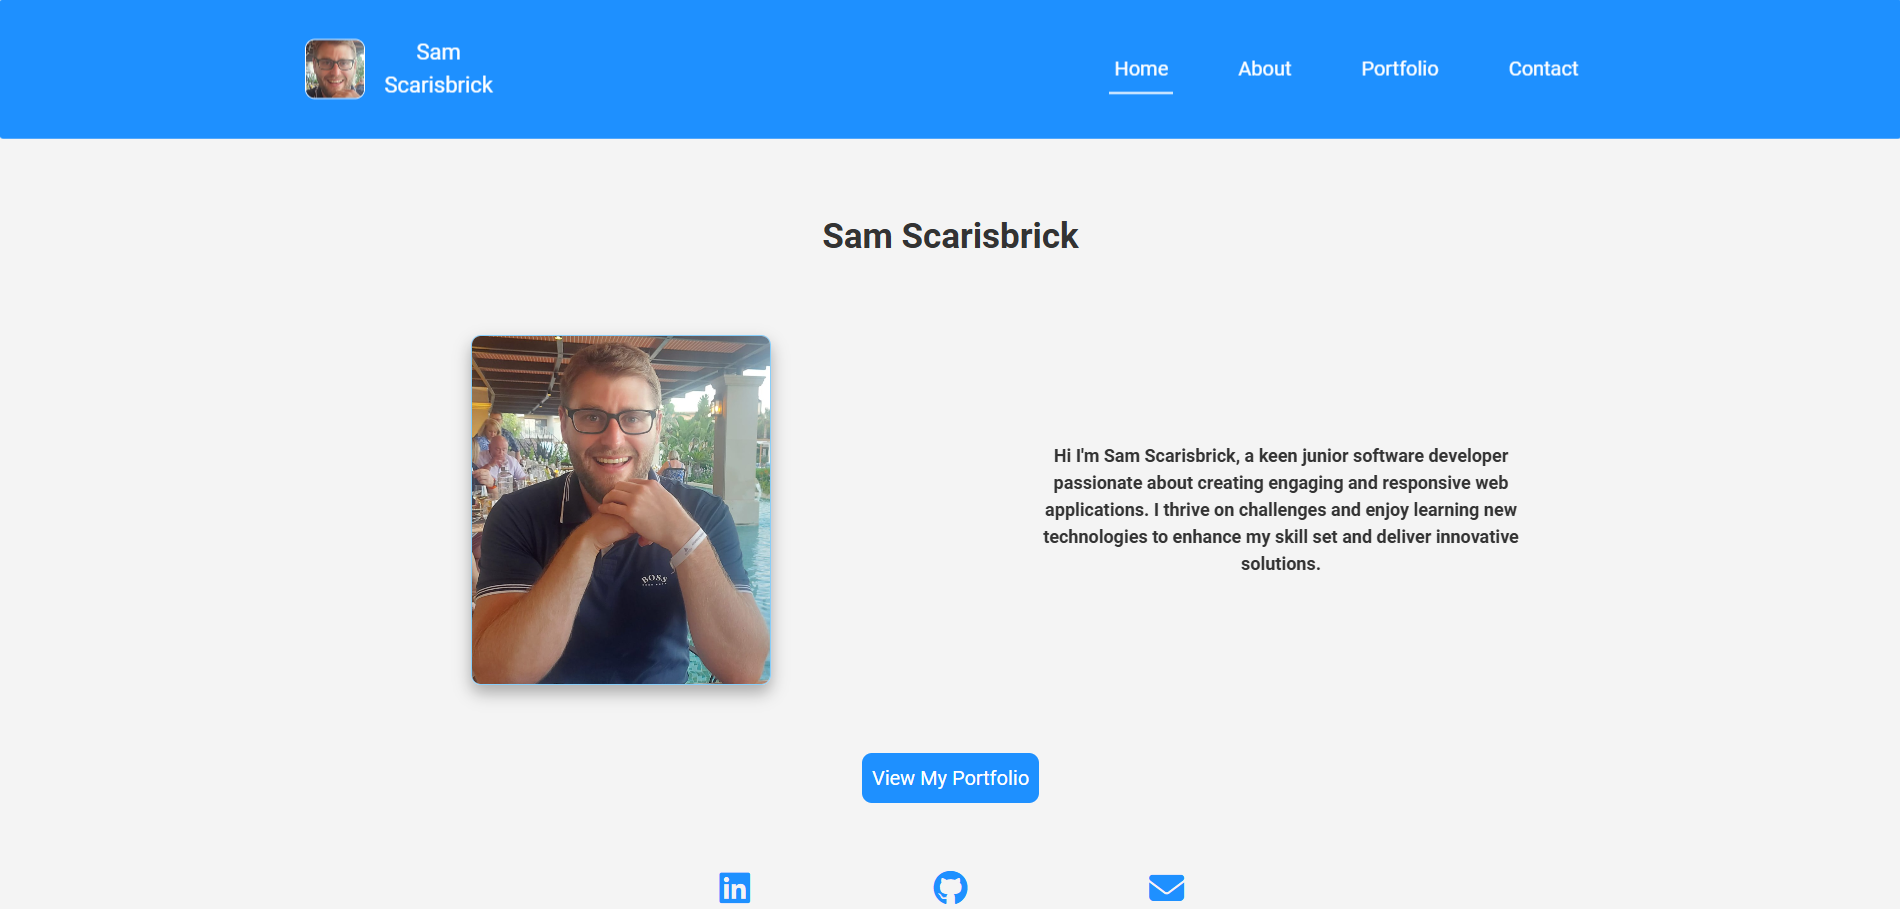 Sam
Scarisbrick
Home
About
Portfolio
Contact
Sam Scarisbrick
BOSS
Hi I'm Sam Scarisbrick, a keen junior software developer
passionate about creating engaging and responsive web
applications. I thrive on challenges and enjoy learning new
technologies to enhance my skill set and deliver innovative
solutions.
View My Portfolio
in